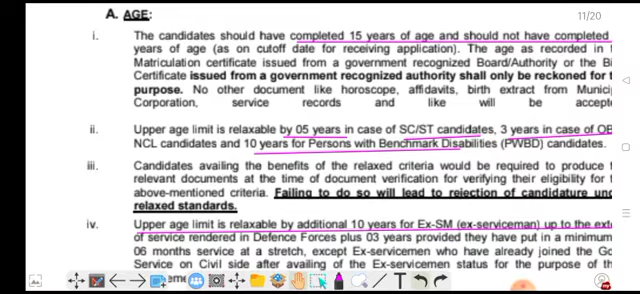 A. AGE:
11/20
i. The candidates should have completed 15 years of age and should not have completed
years of age (as on cutoff date for receiving application). The age as recorded in
Matriculation certificate issued from a government recognized Board/Authority or the
Certificate issued from a government recognized authority shall only be reckoned for
purpose. No other document like horoscope, affidavits, birth extract from
Corporation, service records and like will be
ii. Upper age limit is relaxable by 05 years in case of SC/ST candidates, 3 years in case of
NCL candidates and 10 years for Persons with Benchmark Disabilities (PWBD) candidates.
iii. Candidates availing the benefits of the relaxed criteria would be required to produce
relevant documents at the time of document verification for verifying their eligibility for
above-mentioned criteria. Failing to do so will lead to rejection of candidature
relaxed standards.
iv. Upper age limit is relaxable by additional 10 years for Ex-SM (ex-serviceman) up to the
of service rendered in Defence Forces plus 03 years provided they have put in a minimum
06 months service at a stretch, except Ex-servicemen who have already joined the
Service on Civil side after availing of the Ex-servicemen status for the purpose of